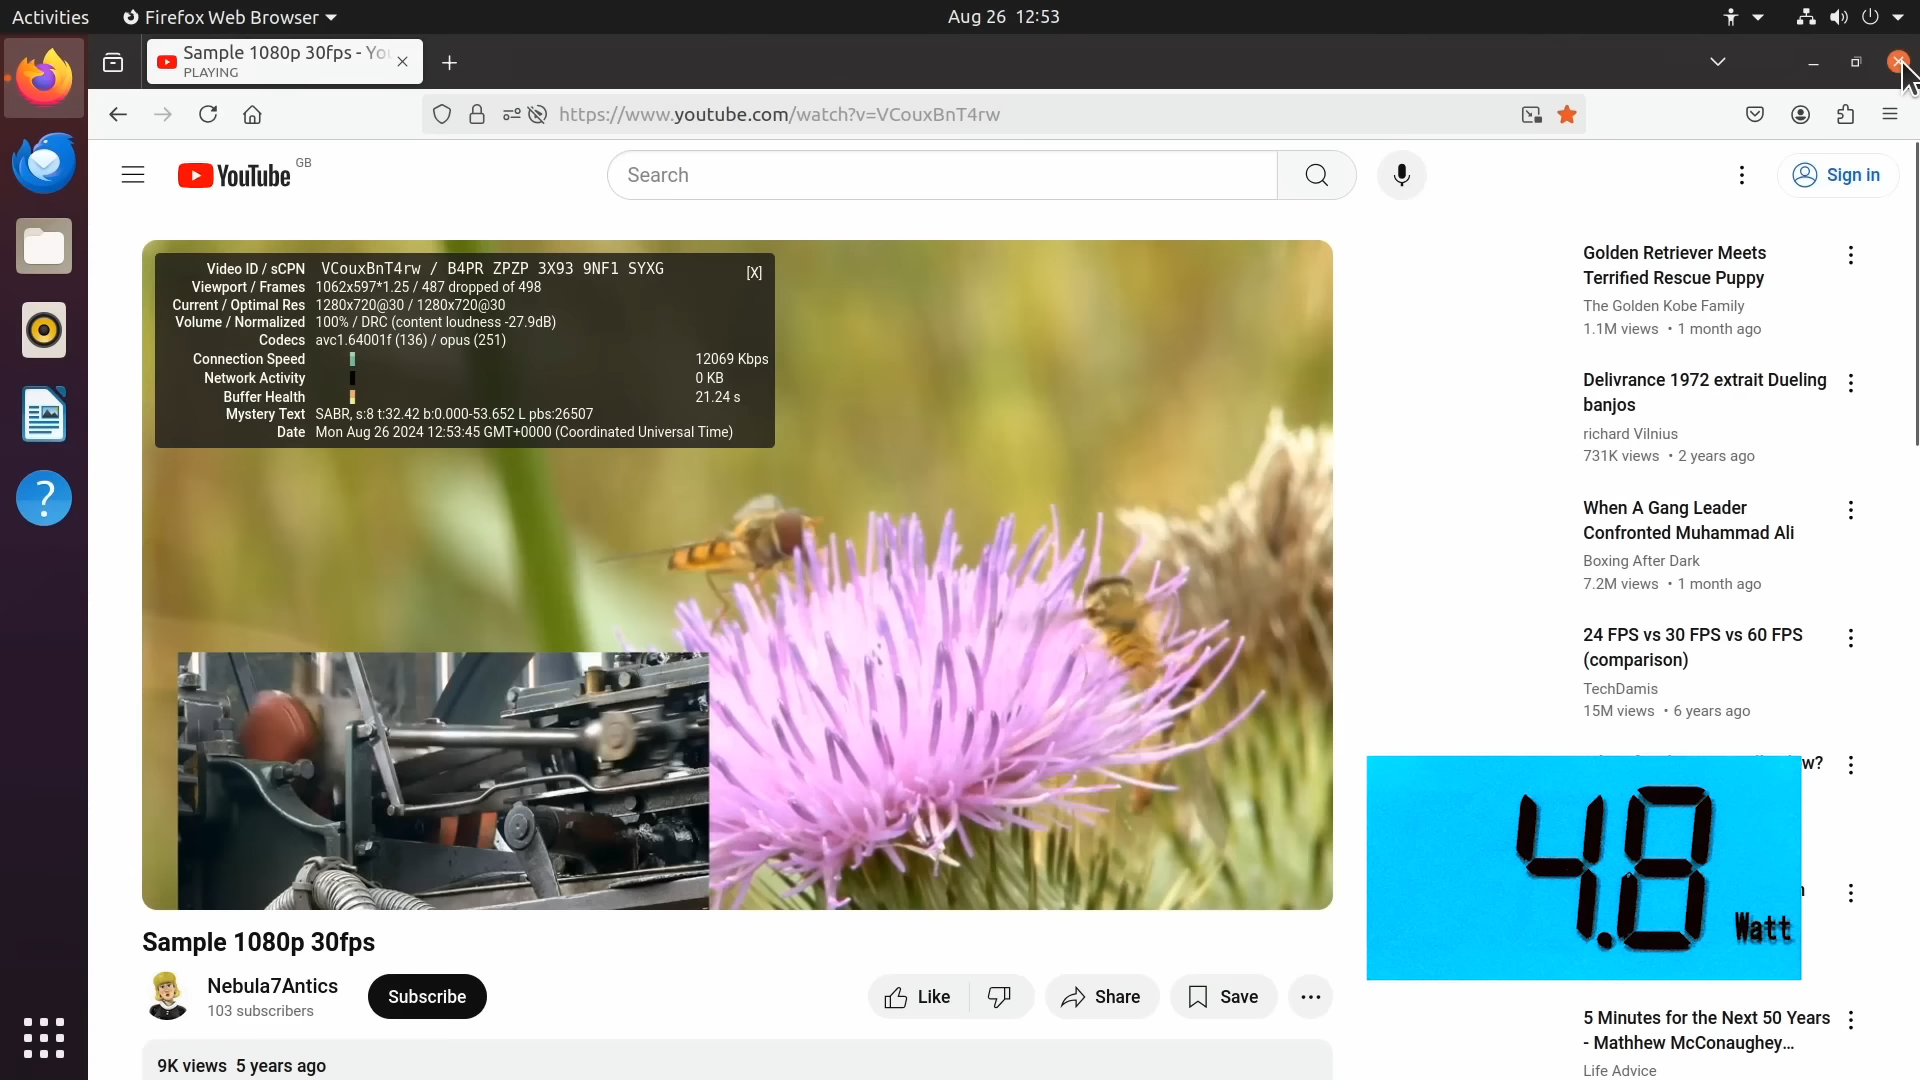 Activities
Firefox Web Browser
Aug 26 12:53
Sample 1080p 30fps - Yo
PLAYING
https://www.youtube.com/watch?v=VCouxBnT4rw
YouTube GB
Search
Sign in
Video ID / sCPN VCouxBnT4rw / B4PR ZPZP 3X93 9NF1 SYXG
[X]
Viewport / Frames 1062x597*1.25 / 487 dropped of 498
Current / Optimal Res 1280x720@30 / 1280x720@30
Volume / Normalized 100% / DRC (content loudness -27.9dB)
Codecs avc1.64001f (136) / opus (251)
Connection Speed 12069 Kbps
Network Activity 0 KB
Buffer Health 21.24 s
Mystery Text SABR, s:8 t:32.42 b:0.000-53.652 L pbs:26507
Date Mon Aug 26 2024 12:53:45 GMT+0000 (Coordinated Universal Time)
Sample 1080p 30fps
Nebula7Antics
103 subscribers
Subscribe
Like
Share
Save
9K views 5 years ago
Golden Retriever Meets
Terrified Rescue Puppy
The Golden Kobe Family
1.1M views • 1 month ago
Delivrance 1972 extrait Dueling
banjos
richard Vilnius
731K views • 2 years ago
When A Gang Leader
Confronted Muhammad Ali
Boxing After Dark
7.2M views • 1 month ago
24 FPS vs 30 FPS vs 60 FPS
(comparison)
TechDamis
15M views • 6 years ago
w?
4.8 Watt
5 Minutes for the Next 50 Years
- Mathhew McConaughey...
Life Advice